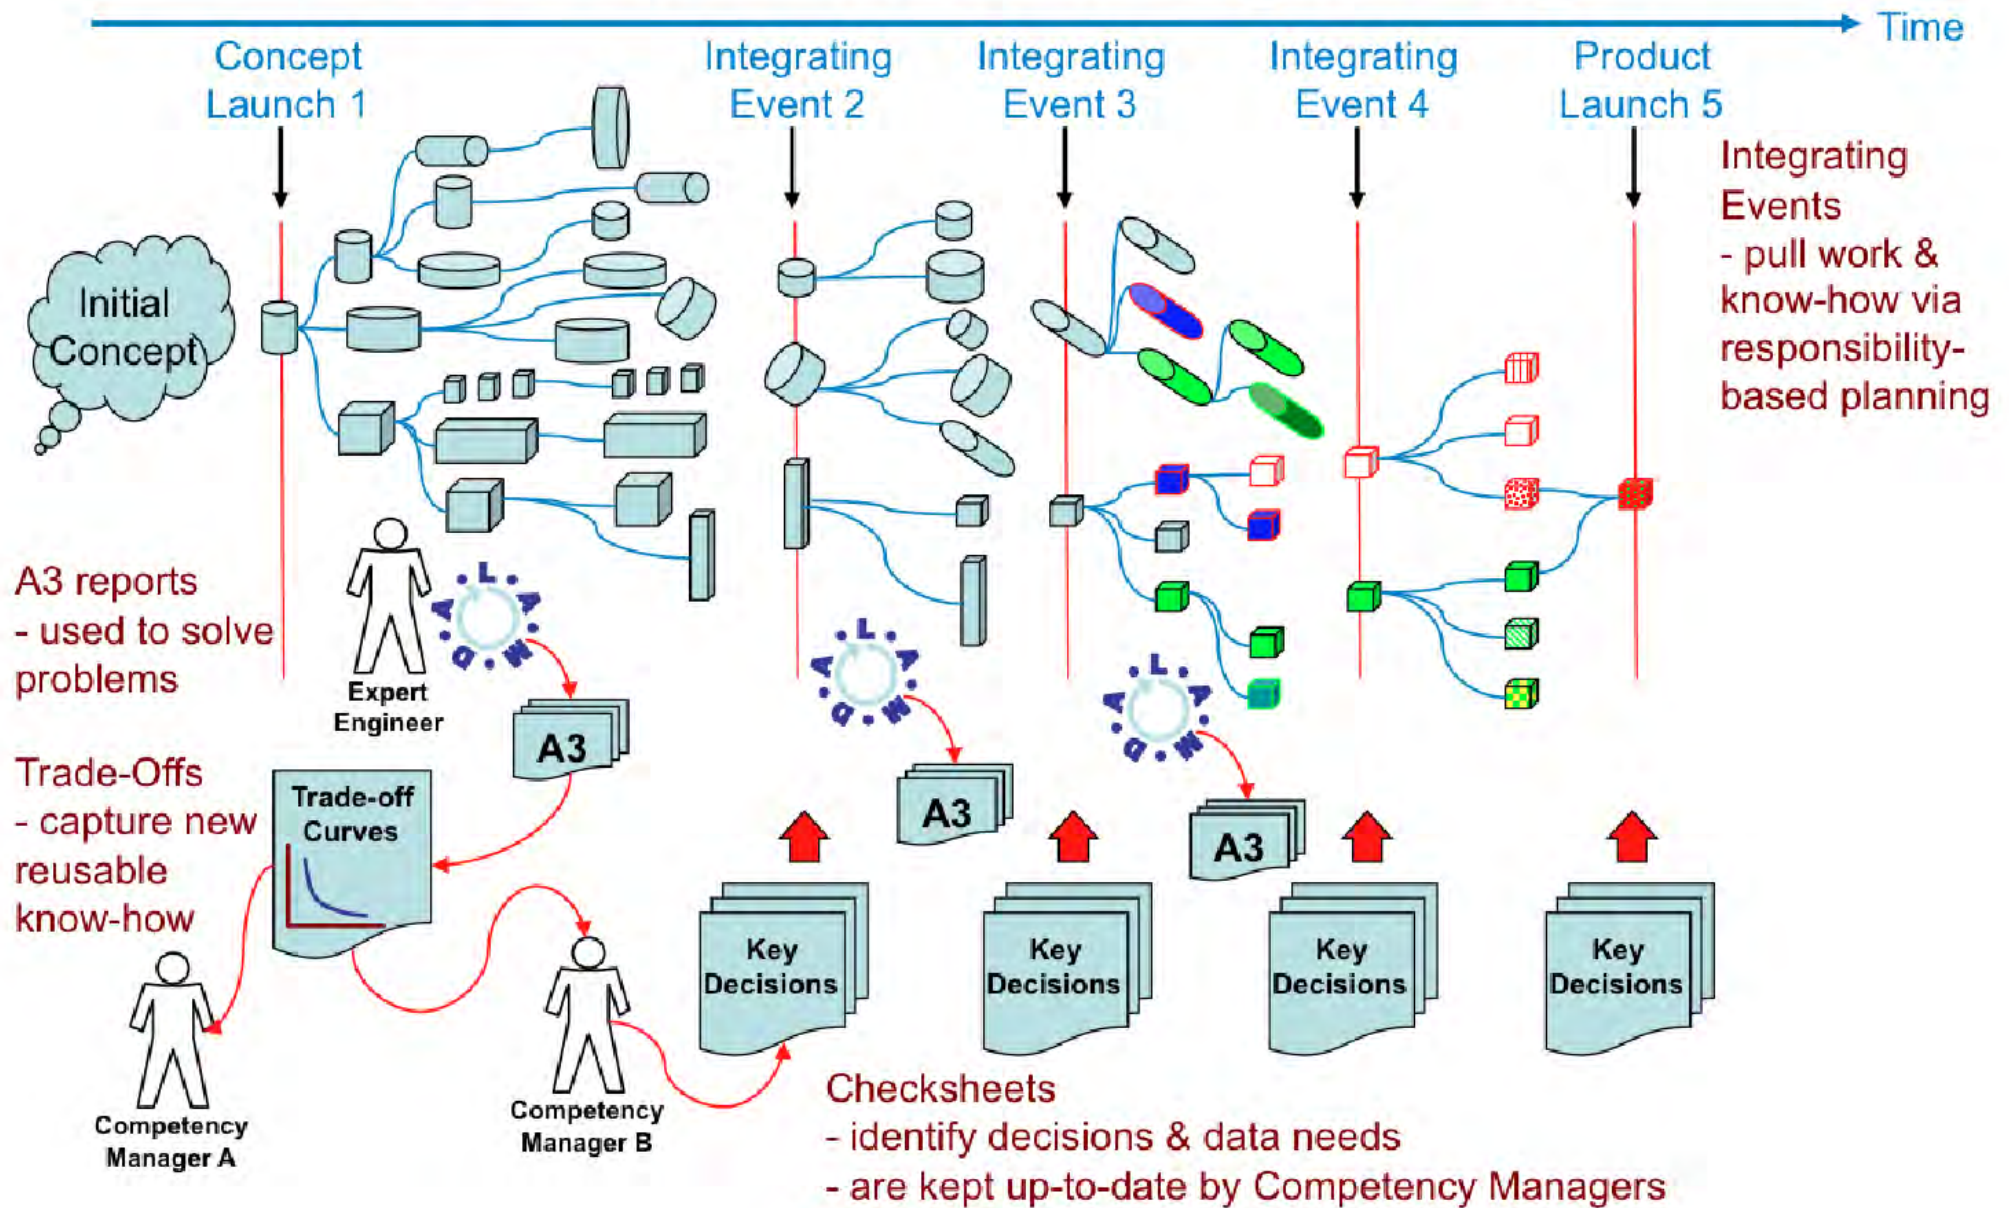 Time
Concept
Launch 1
Integrating
Event 2
Integrating
Event 3
Integrating
Event 4
Product
Launch 5
Integrating
Events
- pull work &
know-how via
responsibility-
based planning
Initial
Concept
A3 reports
- used to solve
problems
Expert
Engineer
L
A
M
D
A
A3
L
A
M
D
A
A3
L
A
M
D
A
A3
Trade-Offs
- capture new
reusable
know-how
Trade-off
Curves
Competency
Manager A
Competency
Manager B
Key
Decisions
Key
Decisions
Key
Decisions
Key
Decisions
Checksheets
- identify decisions & data needs
- are kept up-to-date by Competency Managers